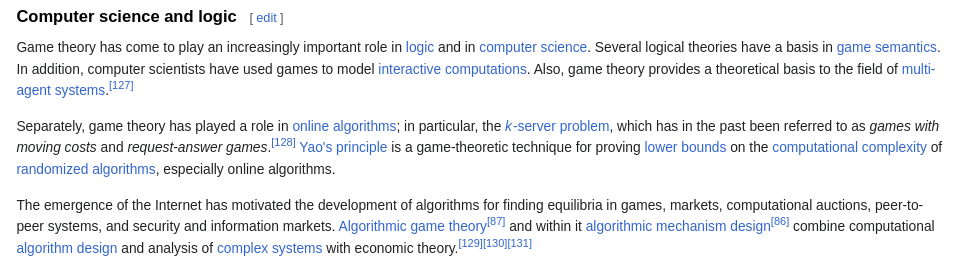 Computer science and logic [ edit ]
Game theory has come to play an increasingly important role in logic and in computer science. Several logical theories have a basis in game semantics.
In addition, computer scientists have used games to model interactive computations. Also, game theory provides a theoretical basis to the field of multi-
agent systems.[127]
Separately, game theory has played a role in online algorithms; in particular, the k-server problem, which has in the past been referred to as games with
moving costs and request-answer games.[128] Yao's principle is a game-theoretic technique for proving lower bounds on the computational complexity of
randomized algorithms, especially online algorithms.
The emergence of the Internet has motivated the development of algorithms for finding equilibria in games, markets, computational auctions, peer-to-
peer systems, and security and information markets. Algorithmic game theory[87] and within it algorithmic mechanism design[86] combine computational
algorithm design and analysis of complex systems with economic theory.[129][130][131]